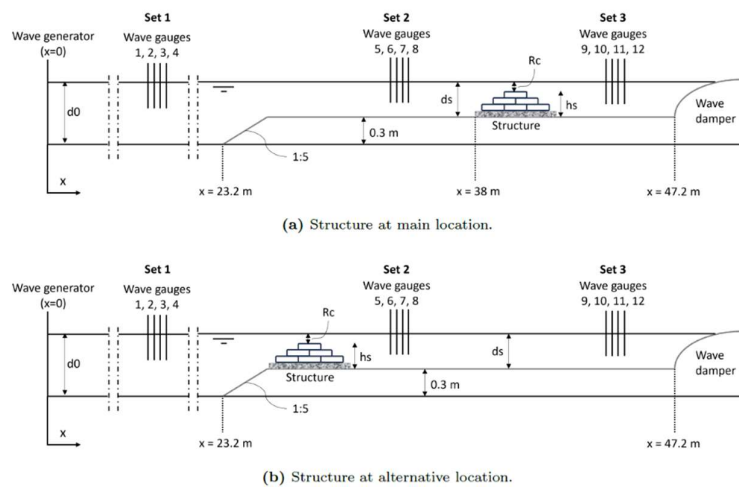 Set 1
Set 2
Set 3
Wave generator
(x=0)
Wave gauges
1, 2, 3, 4
Wave gauges
5, 6, 7, 8
Wave gauges
9, 10, 11, 12
Rc
d0
ds
hs
Structure
Wave
damper
0.3 m
1:5
x
x = 23.2 m
x = 38 m
x = 47.2 m
(a) Structure at main location.
Set 1
Set 2
Set 3
Wave generator
(x=0)
Wave gauges
1, 2, 3, 4
Wave gauges
5, 6, 7, 8
Wave gauges
9, 10, 11, 12
Rc
d0
hs
ds
Structure
Wave
damper
0.3 m
1:5
x
x = 23.2 m
x = 47.2 m
(b) Structure at alternative location.